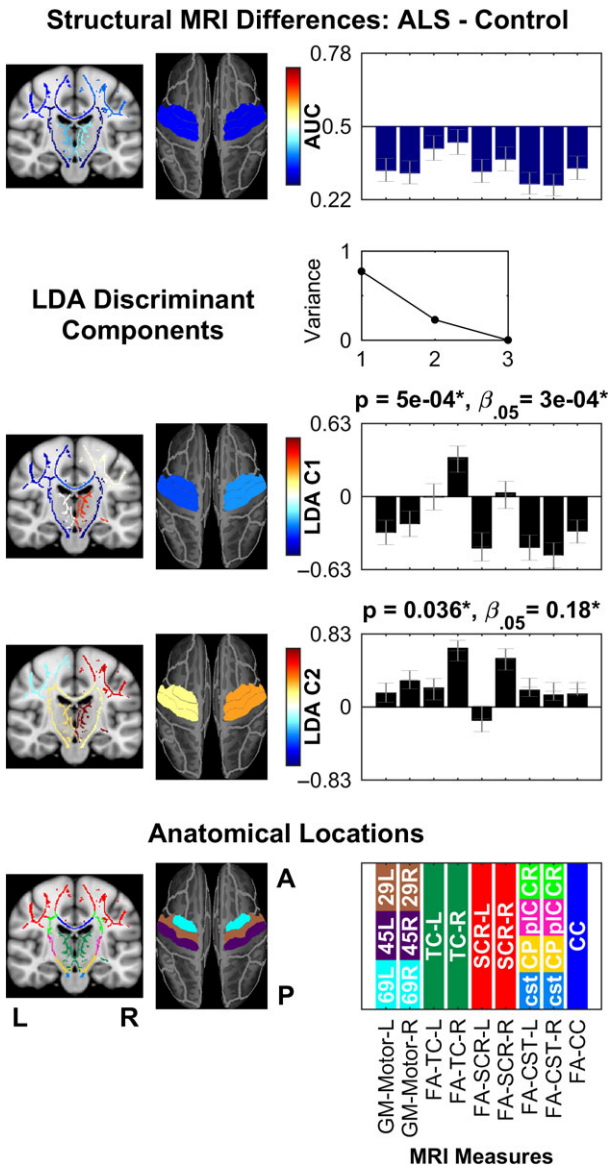 Structural MRI Differences: ALS - Control
AUC
0.78
0.5
0.22
LDA Discriminant
Components
Variance
1
0
1 2 3
p = 5e-04*, β.05= 3e-04*
LDA C1
0.63
0
−0.63
p = 0.036*, β.05= 0.18*
LDA C2
0.83
0
−0.83
Anatomical Locations
A
P
L R
69L 45L 29L
69R 45R 29R
TC-L
TC-R
SCR-L
SCR-R
cst CP pIC CR
cst CP pIC CR
CC
GM-Motor-L
GM-Motor-R
FA-TC-L
FA-TC-R
FA-SCR-L
FA-SCR-R
FA-CST-L
FA-CST-R
FA-CC
MRI Measures